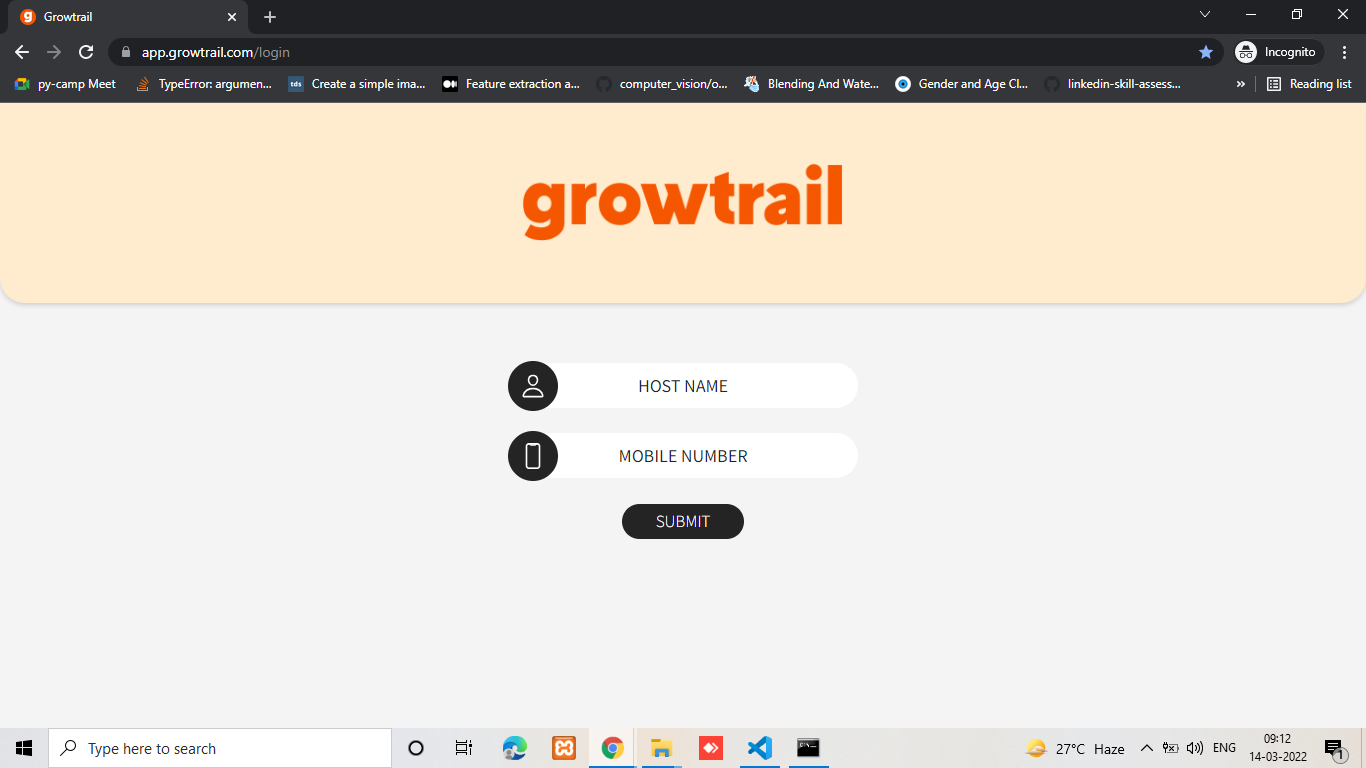 Growtrail
app.growtrail.com/login
Incognito
py-camp Meet
TypeError: argumen...
tds
Create a simple ima...
Feature extraction a...
computer_vision/o...
Blending And Wate...
Gender and Age Cl...
linkedin-skill-assess...
»
Reading list
growtrail
HOST NAME
MOBILE NUMBER
SUBMIT
Type here to search
27°C Haze
ENG
09:12
14-03-2022
1